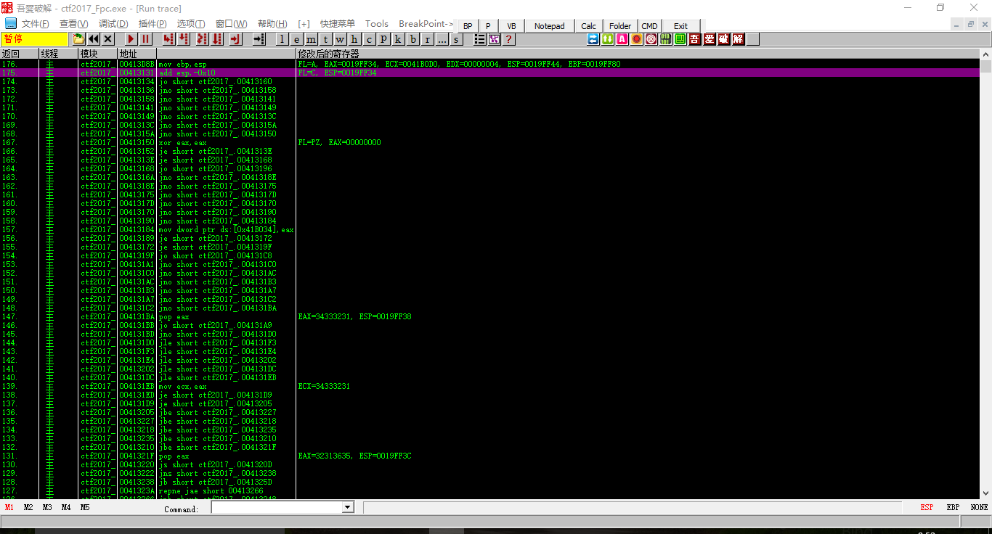 吾爱破解 - ctf2017_Fpc.exe - [Run trace]
文件(F) 查看(V) 调试(D) 插件(P) 选项(T) 窗口(W) 帮助(H) [+] 快捷菜单 Tools BreakPoint-> BP P VB Notepad Calc Folder CMD Exit
暂停 l e m t w h c p k b r ... s ?
返回 线程 模块 地址 修改后的寄存器
176. 主 ctf2017_ 0041308B mov ebp,esp FL=A, EAX=0019FF34, ECX=0041B0D0, EDX=00000004, ESP=0019FF44, EBP=0019FF80
175. 主 ctf2017_ 00413131 add esp,-0x10 FL=C, ESP=0019FF34
174. 主 ctf2017_ 00413134 je short ctf2017_.00413160
173. 主 ctf2017_ 00413136 jno short ctf2017_.00413158
172. 主 ctf2017_ 00413158 jno short ctf2017_.00413141
171. 主 ctf2017_ 00413141 jno short ctf2017_.00413149
170. 主 ctf2017_ 00413149 jno short ctf2017_.0041313C
169. 主 ctf2017_ 0041313C jno short ctf2017_.0041315A
168. 主 ctf2017_ 0041315A jno short ctf2017_.00413150
167. 主 ctf2017_ 00413150 xor eax,eax FL=PZ, EAX=00000000
166. 主 ctf2017_ 00413152 je short ctf2017_.0041313E
165. 主 ctf2017_ 0041313E je short ctf2017_.00413168
164. 主 ctf2017_ 00413168 je short ctf2017_.00413196
163. 主 ctf2017_ 0041316A jno short ctf2017_.0041318E
162. 主 ctf2017_ 0041318E jno short ctf2017_.00413175
161. 主 ctf2017_ 00413175 jno short ctf2017_.0041317D
160. 主 ctf2017_ 0041317D jno short ctf2017_.00413170
159. 主 ctf2017_ 00413170 jno short ctf2017_.00413190
158. 主 ctf2017_ 00413190 jno short ctf2017_.00413184
157. 主 ctf2017_ 00413184 mov dword ptr ds:[0x41B034],eax
156. 主 ctf2017_ 00413189 je short ctf2017_.00413172
155. 主 ctf2017_ 00413172 je short ctf2017_.0041319F
154. 主 ctf2017_ 0041319F je short ctf2017_.004131C8
153. 主 ctf2017_ 004131A1 jno short ctf2017_.004131C0
152. 主 ctf2017_ 004131C0 jno short ctf2017_.004131AC
151. 主 ctf2017_ 004131AC jno short ctf2017_.004131B3
150. 主 ctf2017_ 004131B3 jno short ctf2017_.004131A7
149. 主 ctf2017_ 004131A7 jno short ctf2017_.004131C2
148. 主 ctf2017_ 004131C2 jno short ctf2017_.004131BA
147. 主 ctf2017_ 004131BA pop eax EAX=34333231, ESP=0019FF38
146. 主 ctf2017_ 004131BB je short ctf2017_.004131A9
145. 主 ctf2017_ 004131BD jno short ctf2017_.004131D0
144. 主 ctf2017_ 004131D0 jle short ctf2017_.004131F3
143. 主 ctf2017_ 004131F3 jle short ctf2017_.004131E4
142. 主 ctf2017_ 004131E4 jle short ctf2017_.00413202
141. 主 ctf2017_ 00413202 jle short ctf2017_.004131DC
140. 主 ctf2017_ 004131DC jle short ctf2017_.004131EB
139. 主 ctf2017_ 004131EB mov ecx,eax ECX=34333231
138. 主 ctf2017_ 004131ED je short ctf2017_.004131D9
137. 主 ctf2017_ 004131D9 je short ctf2017_.00413205
136. 主 ctf2017_ 00413205 jbe short ctf2017_.00413227
135. 主 ctf2017_ 00413227 jbe short ctf2017_.00413218
134. 主 ctf2017_ 00413218 jbe short ctf2017_.00413235
133. 主 ctf2017_ 00413235 jbe short ctf2017_.00413210
132. 主 ctf2017_ 00413210 jbe short ctf2017_.0041321F
131. 主 ctf2017_ 0041321F pop eax EAX=32313635, ESP=0019FF3C
130. 主 ctf2017_ 00413220 js short ctf2017_.0041320D
129. 主 ctf2017_ 00413222 jns short ctf2017_.00413238
128. 主 ctf2017_ 00413238 jb short ctf2017_.0041325D
127. 主 ctf2017_ 0041323A repne jae short 00413266
M1 M2 M3 M4 M5 Command: ESP EBP NONE